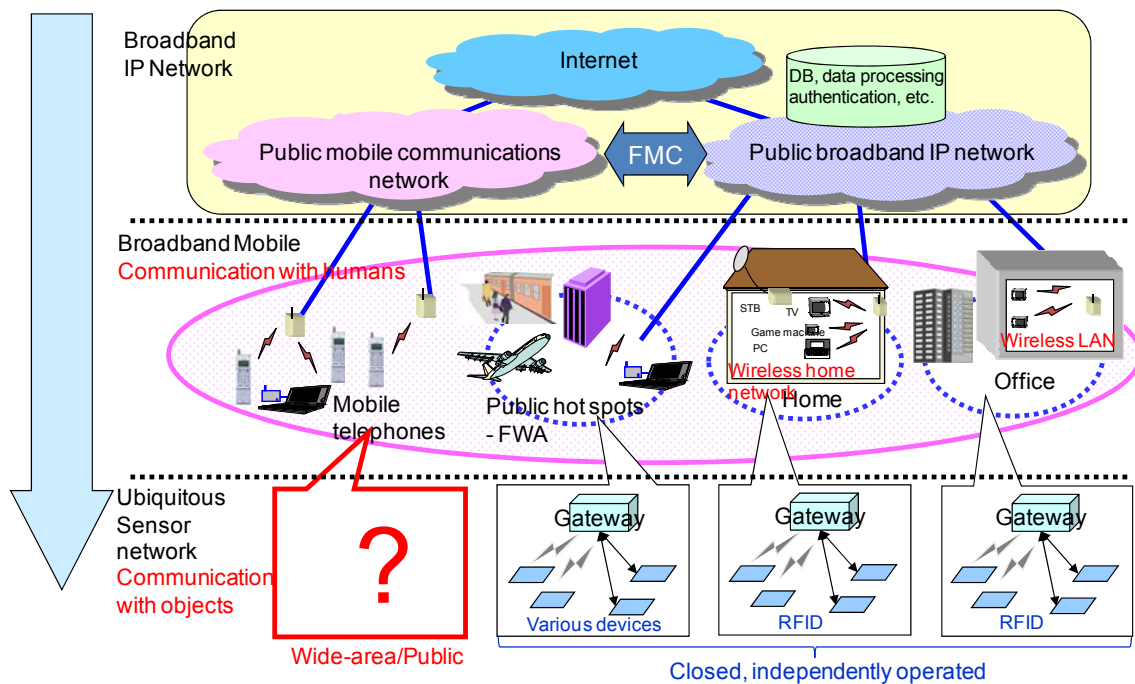 Broadband
IP Network
Internet
DB, data processing
authentication, etc.
Public mobile communications
network
FMC
Public broadband IP network
Broadband Mobile
Communication with humans
STB
TV
Game machine
PC
Wireless home
network
Home
Wireless LAN
Office
Mobile
telephones
Public hot spots
- FWA
Ubiquitous
Sensor
network
Communication
with objects
?
Wide-area/Public
Gateway
Various devices
Gateway
RFID
Gateway
RFID
Closed, independently operated